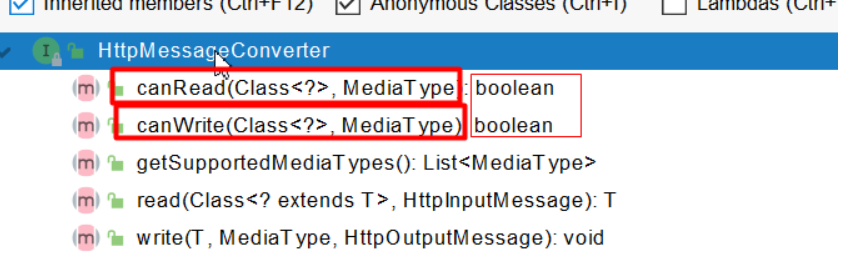 Inherited members (Ctrl+F12) Anonymous Classes (Ctrl+I) Lambdas (Ctrl+
I HttpMessageConverter
m canRead(Class<?>, MediaType): boolean
m canWrite(Class<?>, MediaType) boolean
m getSupportedMediaTypes(): List<MediaType>
m read(Class<? extends T>, HttpInputMessage): T
m write(T, MediaType, HttpOutputMessage): void